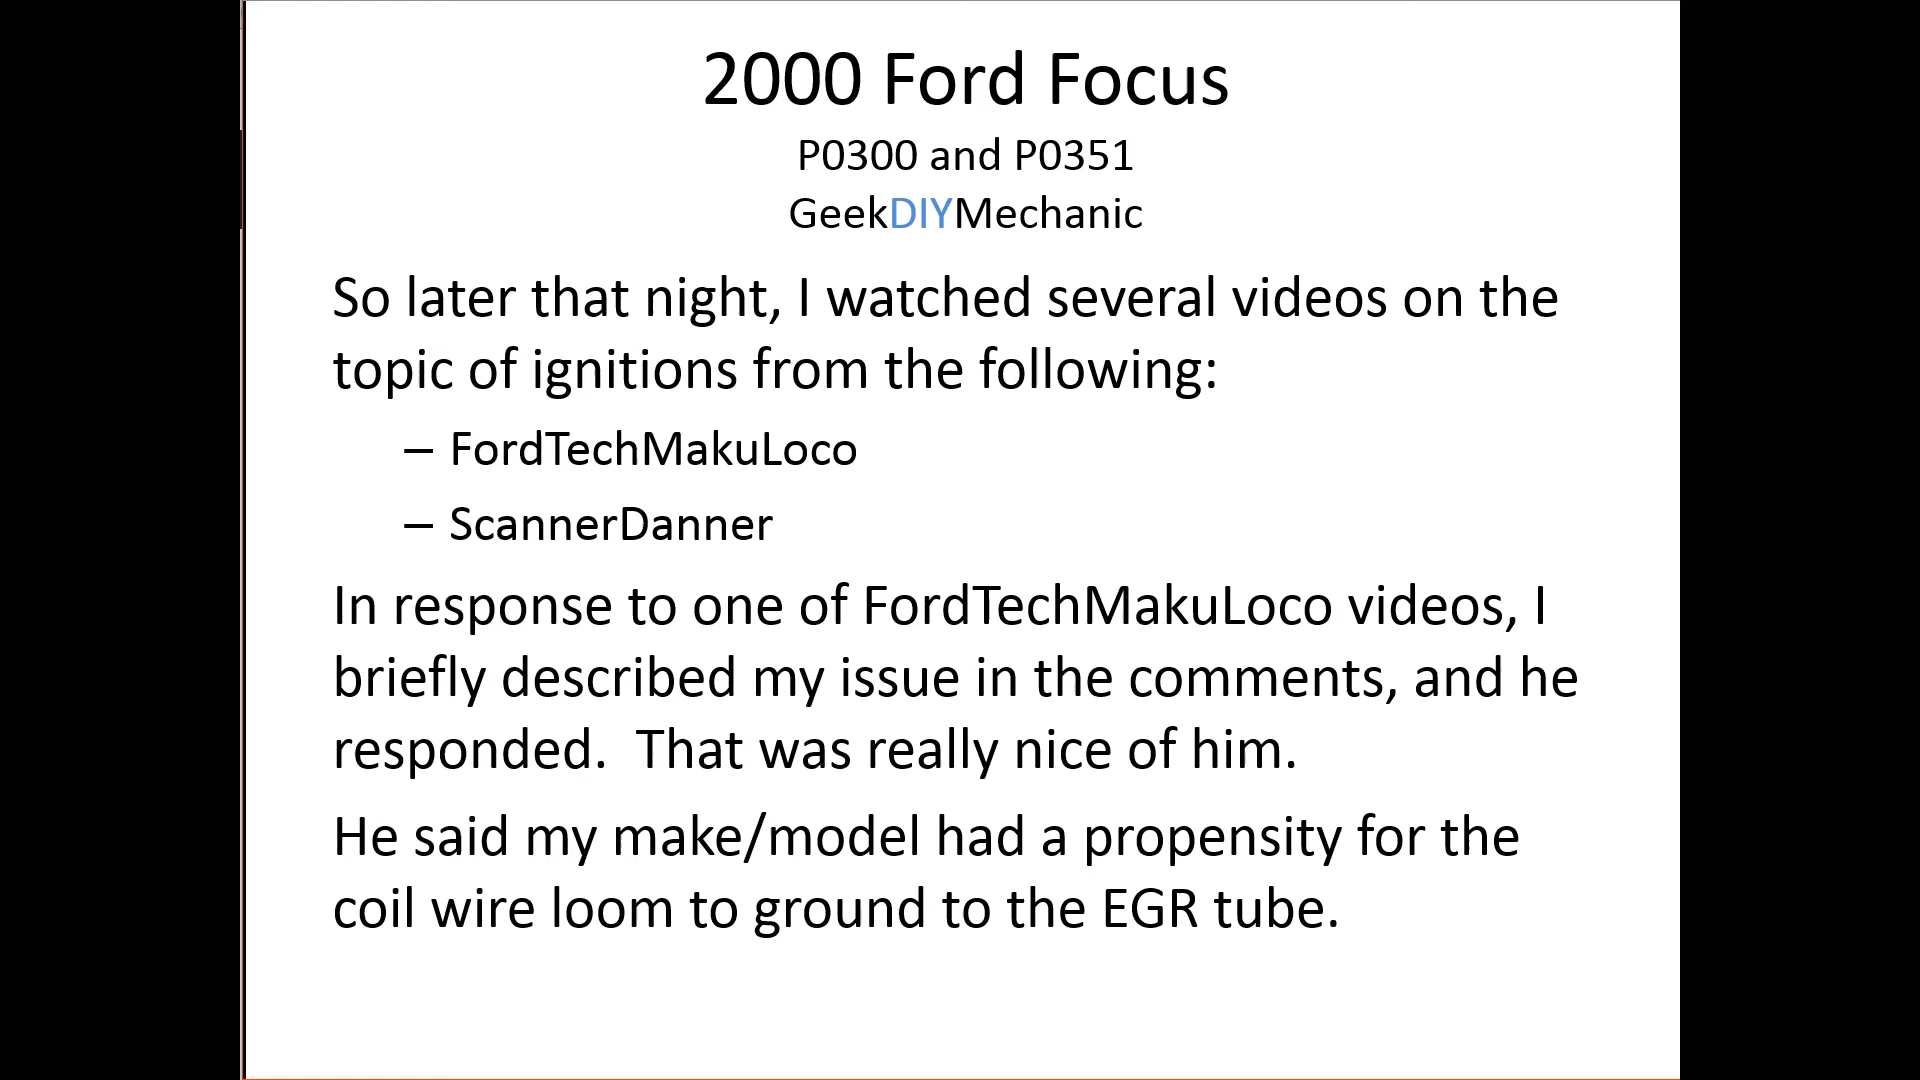 2000 Ford Focus
P0300 and P0351
GeekDIYMechanic
So later that night, I watched several videos on the
topic of ignitions from the following:
– FordTechMakuLoco
– ScannerDanner
In response to one of FordTechMakuLoco videos, I
briefly described my issue in the comments, and he
responded.  That was really nice of him.
He said my make/model had a propensity for the
coil wire loom to ground to the EGR tube.